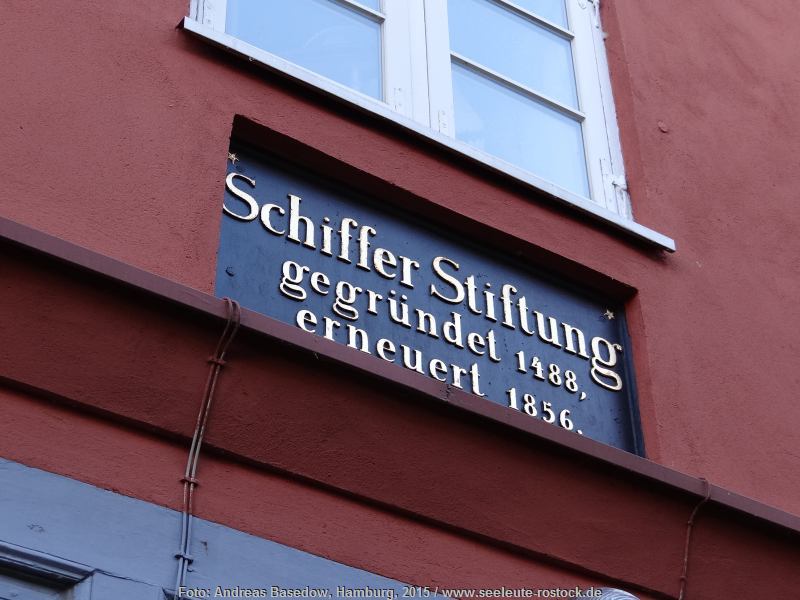 Schiffer Stiftung
gegründet 1488,
erneuert 1856.
Foto: Andreas Basedow, Hamburg, 2015 / www.seeleute-rostock.de